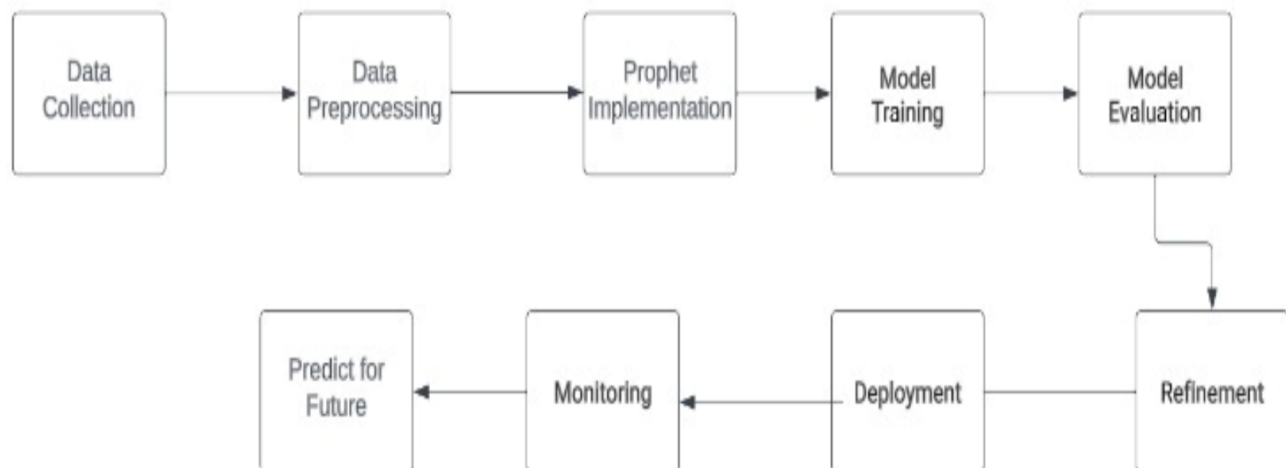 Data
Collection
Data
Preprocessing
Prophet
Implementation
Model
Training
Model
Evaluation
Predict for
Future
Monitoring
Deployment
Refinement